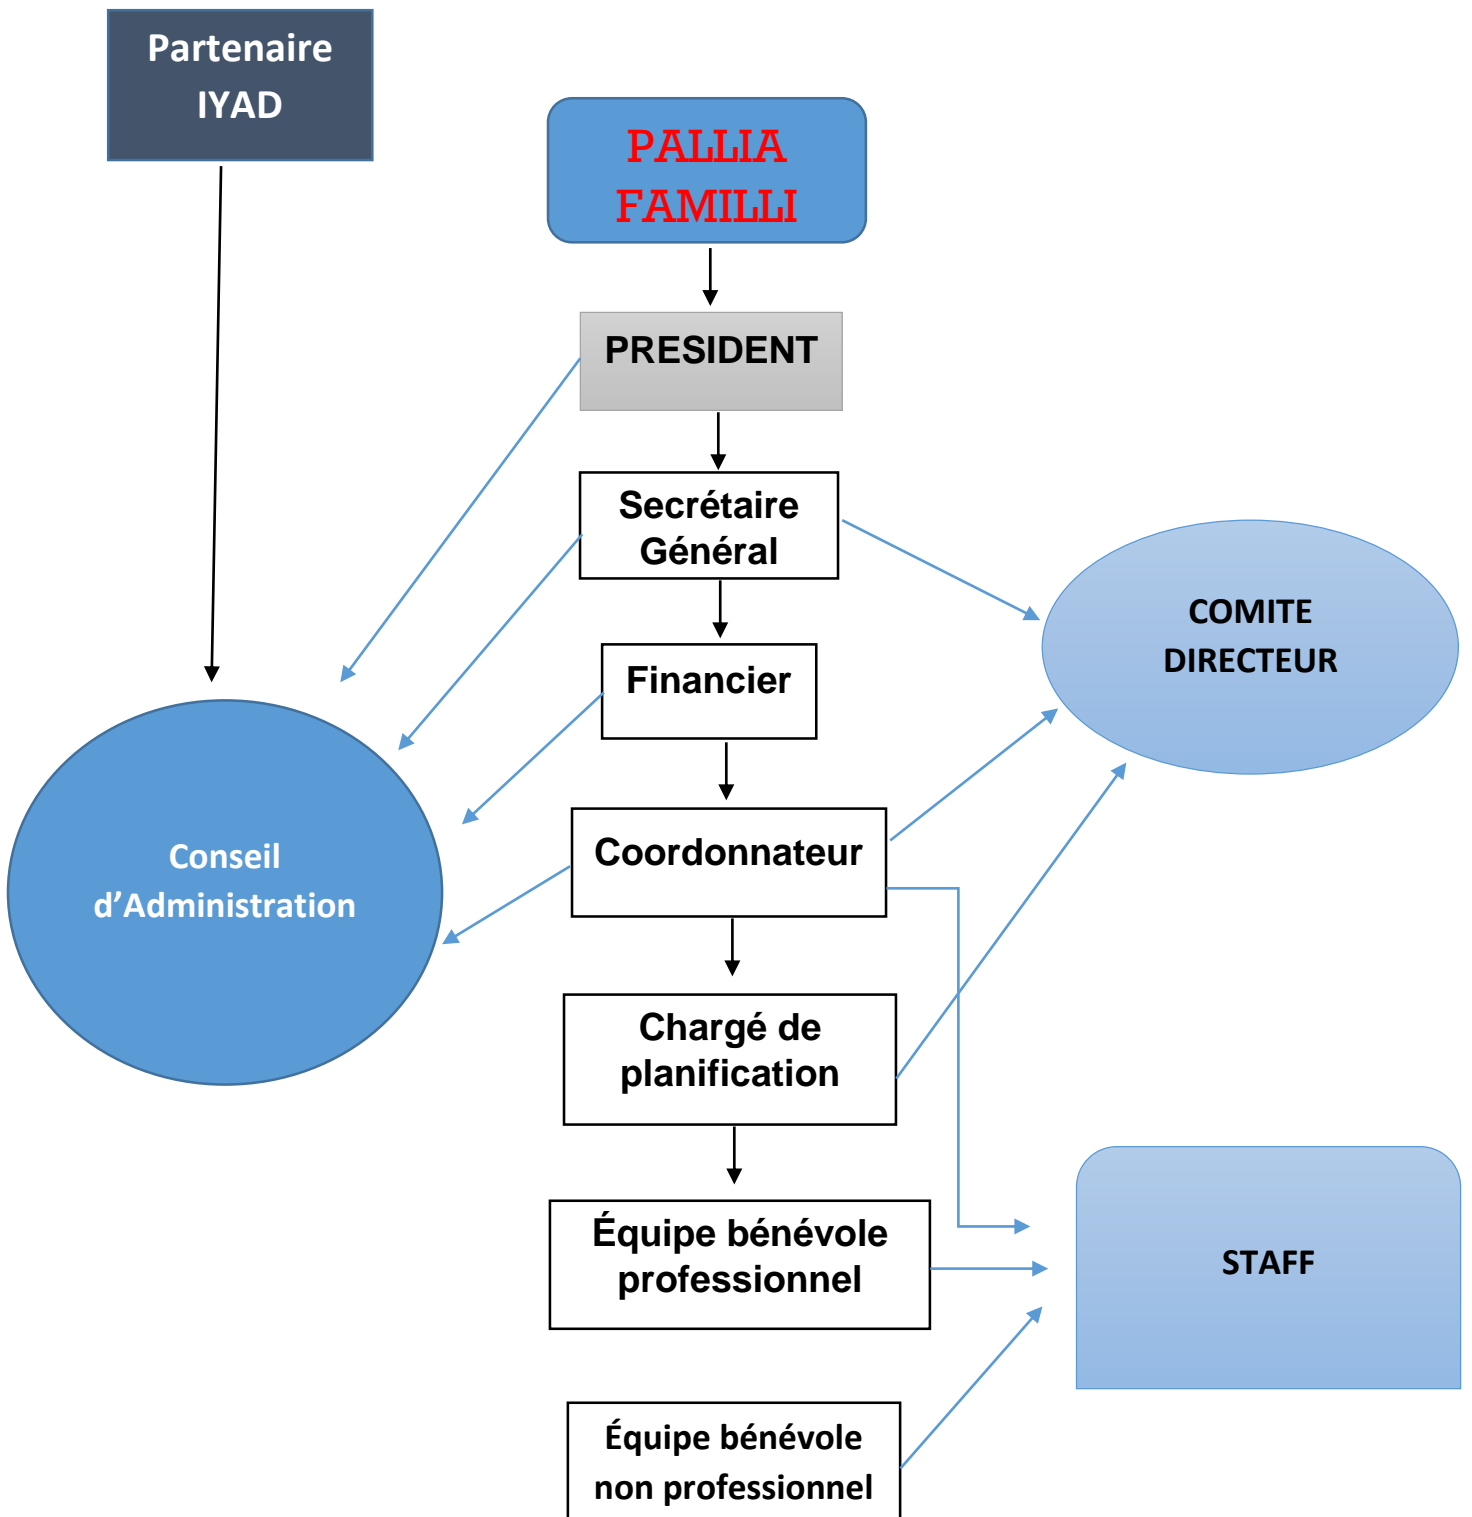 Partenaire
IYAD
PALLIA
FAMILLI
PRESIDENT
Secrétaire
Général
COMITE
DIRECTEUR
Financier
Conseil
d’Administration
Coordonnateur
Chargé de
planification
Équipe bénévole
professionnel
STAFF
Équipe bénévole
non professionnel